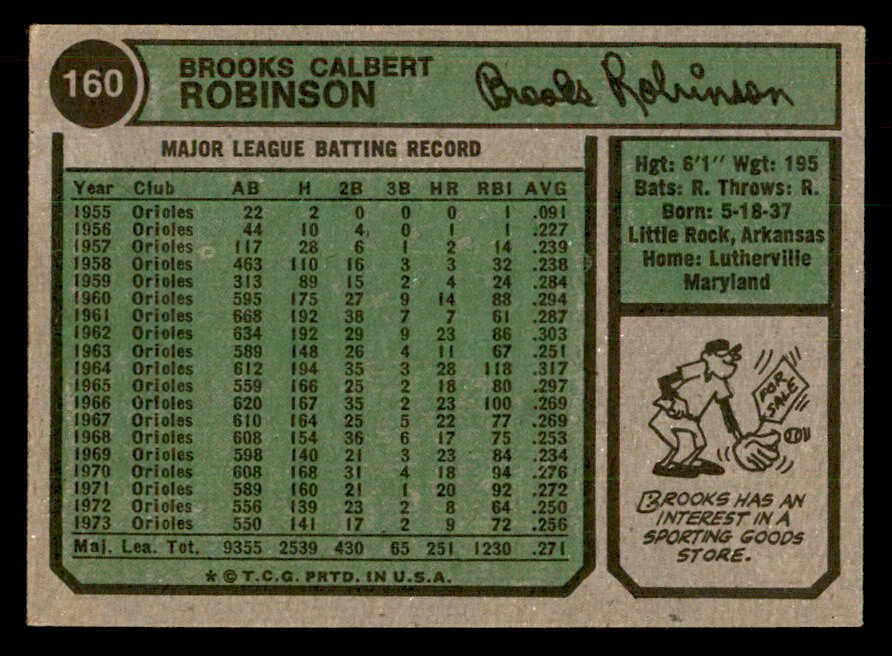 160
BROOKS CALBERT
ROBINSON
Brooks Robinson
MAJOR LEAGUE BATTING RECORD
Year Club AB H 2B 3B HR RBI AVG
1955 Orioles 22 2 0 0 0 1 .091
1956 Orioles 44 10 4 0 1 1 .227
1957 Orioles 117 28 6 1 2 14 .239
1958 Orioles 463 110 16 3 3 32 .238
1959 Orioles 313 89 15 2 4 24 .284
1960 Orioles 595 175 27 9 14 88 .294
1961 Orioles 668 192 38 7 7 61 .287
1962 Orioles 634 192 29 9 23 86 .303
1963 Orioles 589 148 26 4 11 67 .251
1964 Orioles 612 194 35 3 28 118 .317
1965 Orioles 559 166 25 2 18 80 .297
1966 Orioles 620 167 35 2 23 100 .269
1967 Orioles 610 164 25 5 22 77 .269
1968 Orioles 608 154 36 6 17 75 .253
1969 Orioles 598 140 21 3 23 84 .234
1970 Orioles 608 168 31 4 18 94 .276
1971 Orioles 589 160 21 1 20 92 .272
1972 Orioles 556 139 23 2 8 64 .250
1973 Orioles 550 141 17 2 9 72 .256
Maj. Lea. Tot. 9355 2539 430 65 251 1230 .271
* © T.C.G. PRTD. IN U.S.A.
Hgt: 6'1" Wgt: 195
Bats: R. Throws: R.
Born: 5-18-37
Little Rock, Arkansas
Home: Lutherville
Maryland
FOR
SALE
BROOKS HAS AN
INTEREST IN A
SPORTING GOODS
STORE.